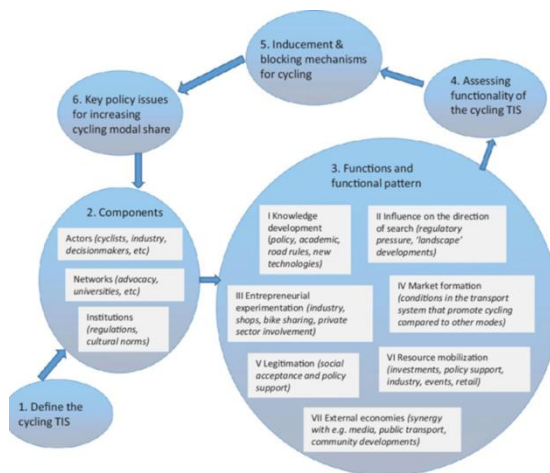 1. Define the
cycling TIS
2. Components
Actors (cyclists, industry,
decisionmakers, etc)
Networks (advocacy,
universities, etc)
Institutions
(regulations,
cultural norms)
3. Functions and
functional pattern
I Knowledge
development
(policy, academic,
road rules, new
technologies)
II Influence on the direction
of search (regulatory
pressure, ‘landscape’
developments)
III Entrepreneurial
experimentation (industry,
shops, bike sharing, private
sector involvement)
IV Market formation
(conditions in the transport
system that promote cycling
compared to other modes)
V Legitimation (social
acceptance and policy
support)
VI Resource mobilization
(investments, policy support,
industry, events, retail)
VII External economies (synergy
with e.g. media, public transport,
community developments)
4. Assessing
functionality of
the cycling TIS
5. Inducement &
blocking mechanisms
for cycling
6. Key policy issues
for increasing
cycling modal share